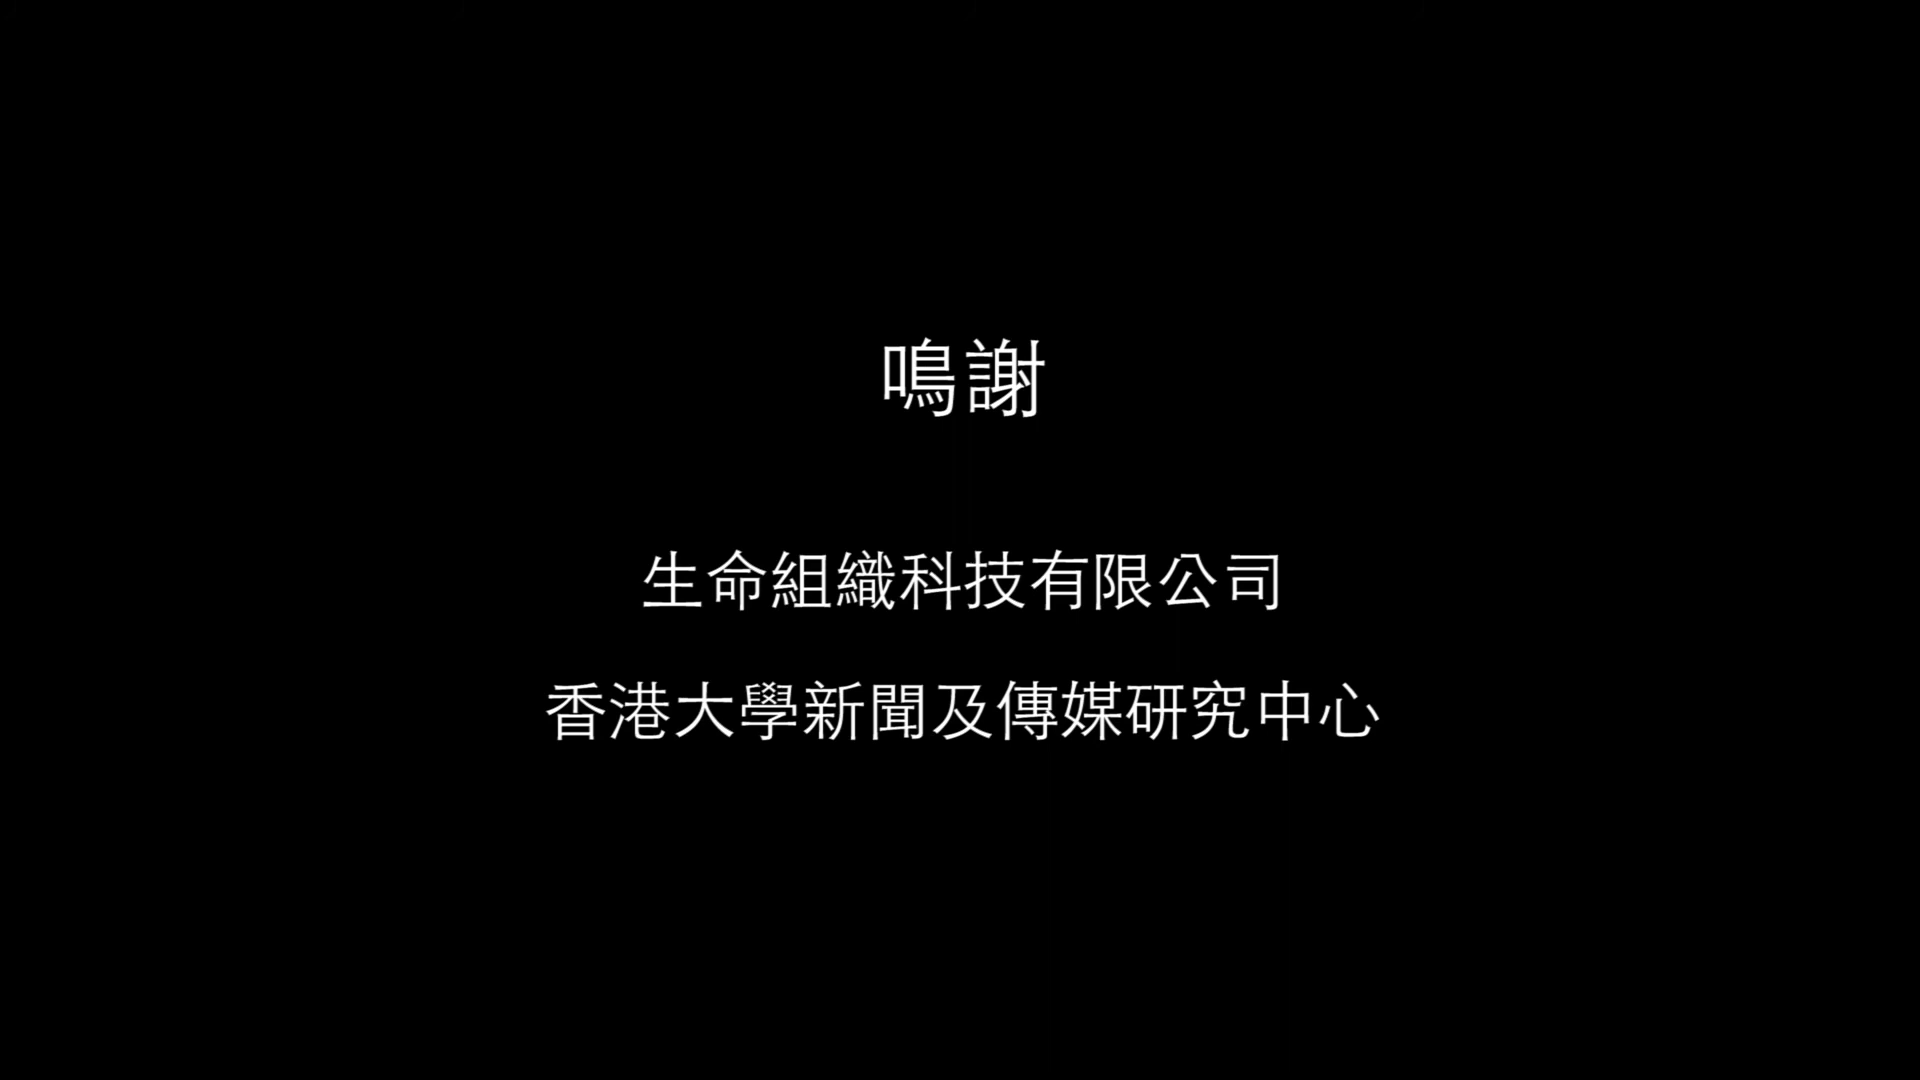 鳴謝
生命組織科技有限公司
香港大學新聞及傳媒研究中心